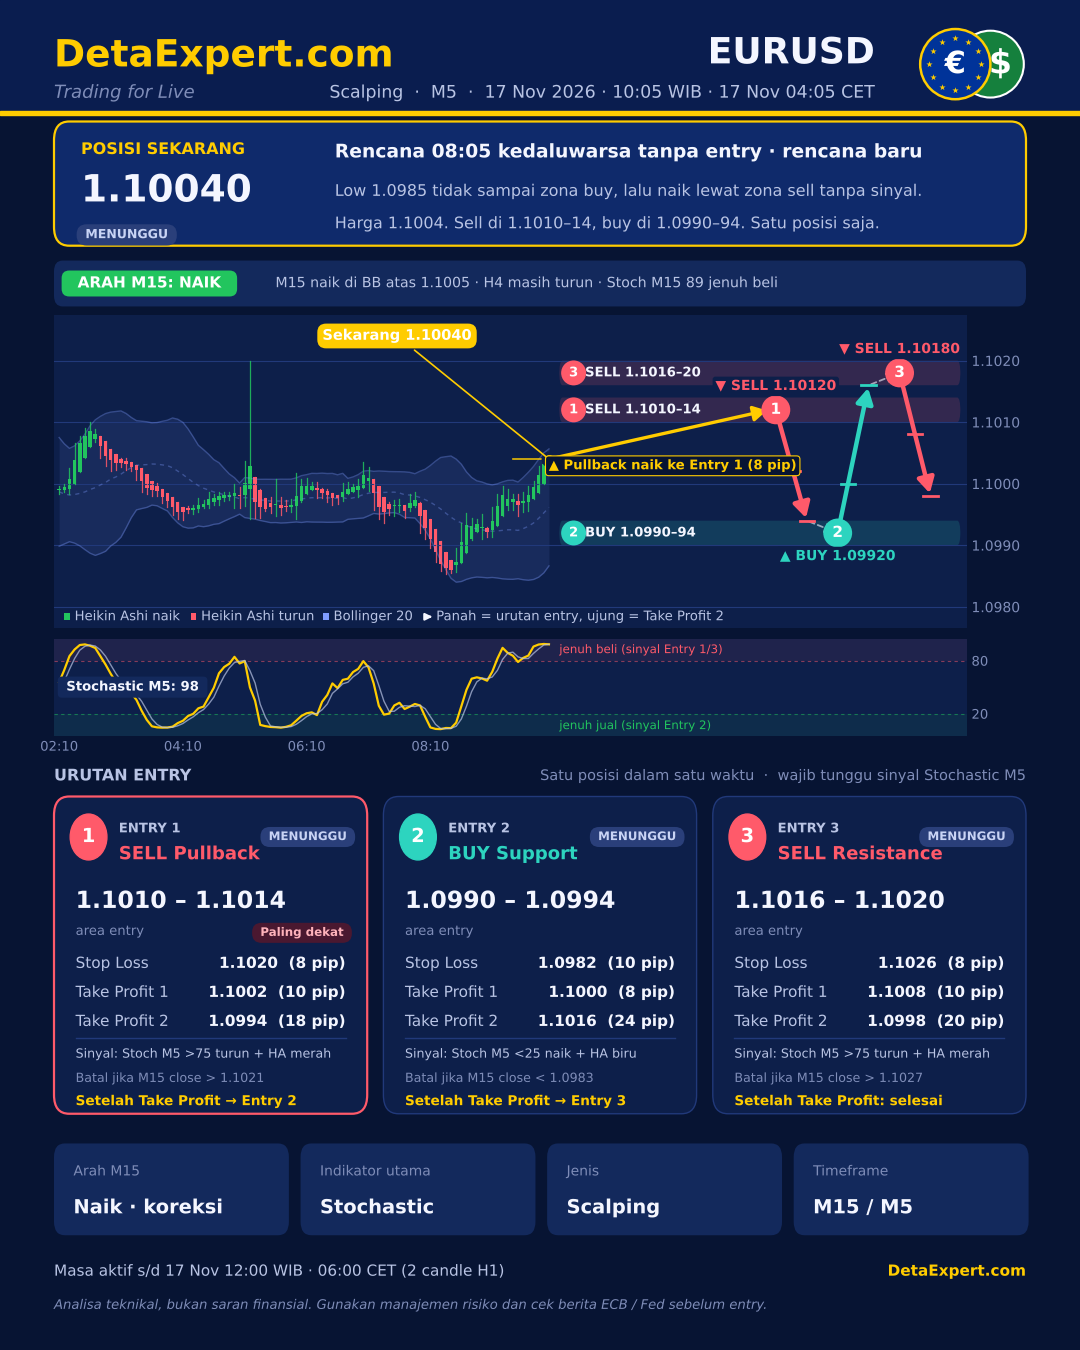 DetaExpert.com
Trading for Live
EURUSD
Scalping · M5 · 17 Nov 2026 · 10:05 WIB · 17 Nov 04:05 CET
€ $
POSISI SEKARANG
1.10040
MENUNGGU
Rencana 08:05 kedaluwarsa tanpa entry · rencana baru
Low 1.0985 tidak sampai zona buy, lalu naik lewat zona sell tanpa sinyal.
Harga 1.1004. Sell di 1.1010–14, buy di 1.0990–94. Satu posisi saja.
ARAH M15: NAIK
M15 naik di BB atas 1.1005 · H4 masih turun · Stoch M15 89 jenuh beli
Sekarang 1.10040
▼ SELL 1.10180
3 SELL 1.1016–20
3
▼ SELL 1.10120
1 SELL 1.1010–14
1
▲ Pullback naik ke Entry 1 (8 pip)
2 BUY 1.0990–94
2
▲ BUY 1.09920
1.1020
1.1010
1.1000
1.0990
1.0980
Heikin Ashi naik
Heikin Ashi turun
Bollinger 20
Panah = urutan entry, ujung = Take Profit 2
jenuh beli (sinyal Entry 1/3)
Stochastic M5: 98
jenuh jual (sinyal Entry 2)
80
20
02:10 04:10 06:10 08:10
URUTAN ENTRY
Satu posisi dalam satu waktu · wajib tunggu sinyal Stochastic M5
1
ENTRY 1
MENUNGGU
SELL Pullback
1.1010 – 1.1014
area entry
Paling dekat
Stop Loss 1.1020 (8 pip)
Take Profit 1 1.1002 (10 pip)
Take Profit 2 1.0994 (18 pip)
Sinyal: Stoch M5 >75 turun + HA merah
Batal jika M15 close > 1.1021
Setelah Take Profit → Entry 2
2
ENTRY 2
MENUNGGU
BUY Support
1.0990 – 1.0994
area entry
Stop Loss 1.0982 (10 pip)
Take Profit 1 1.1000 (8 pip)
Take Profit 2 1.1016 (24 pip)
Sinyal: Stoch M5 <25 naik + HA biru
Batal jika M15 close < 1.0983
Setelah Take Profit → Entry 3
3
ENTRY 3
MENUNGGU
SELL Resistance
1.1016 – 1.1020
area entry
Stop Loss 1.1026 (8 pip)
Take Profit 1 1.1008 (10 pip)
Take Profit 2 1.0998 (20 pip)
Sinyal: Stoch M5 >75 turun + HA merah
Batal jika M15 close > 1.1027
Setelah Take Profit: selesai
Arah M15
Naik · koreksi
Indikator utama
Stochastic
Jenis
Scalping
Timeframe
M15 / M5
Masa aktif s/d 17 Nov 12:00 WIB · 06:00 CET (2 candle H1)
DetaExpert.com
Analisa teknikal, bukan saran finansial. Gunakan manajemen risiko dan cek berita ECB / Fed sebelum entry.